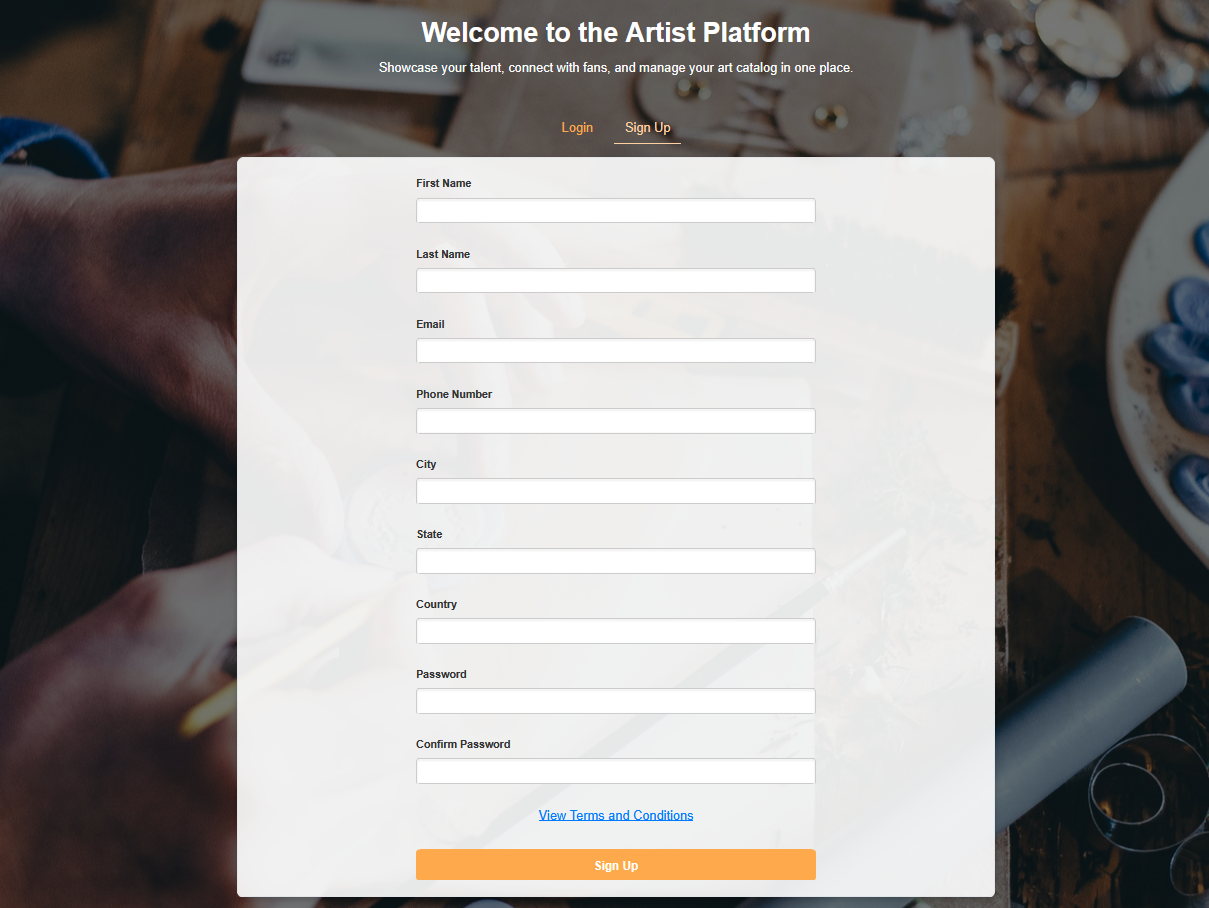 Welcome to the Artist Platform
Showcase your talent, connect with fans, and manage your art catalog in one place.
Login
Sign Up
First Name
Last Name
Email
Phone Number
City
State
Country
Password
Confirm Password
View Terms and Conditions
Sign Up